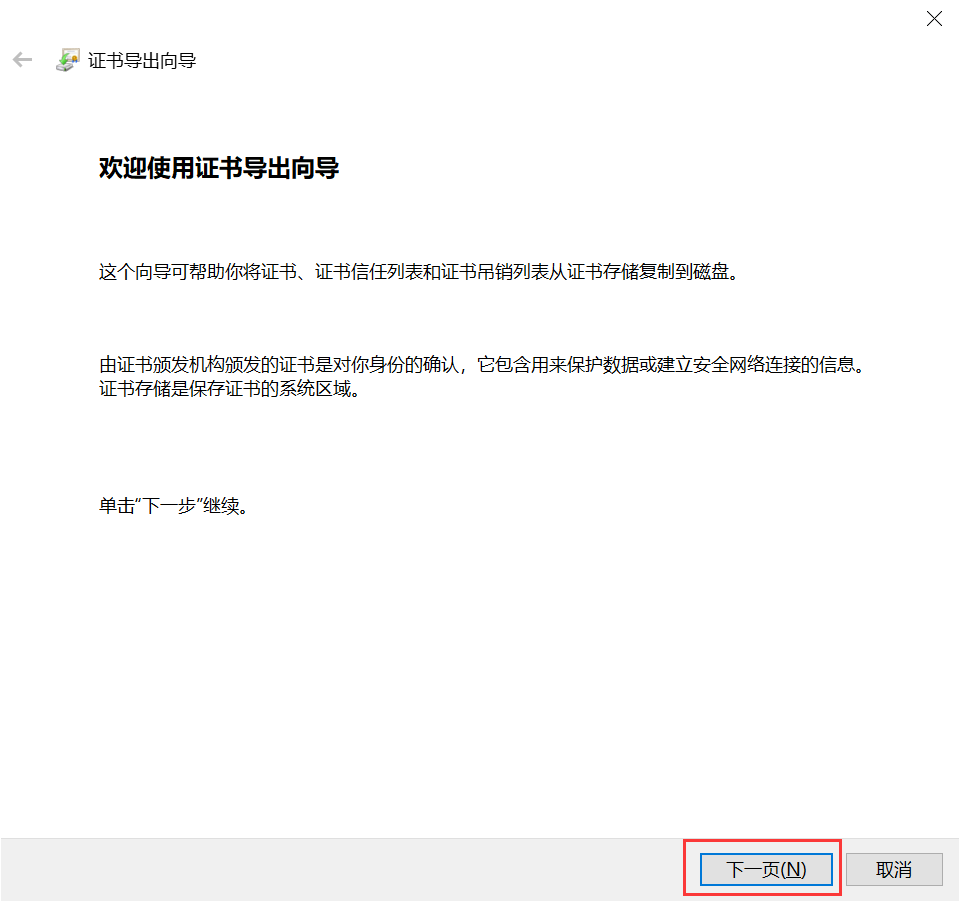 证书导出向导
欢迎使用证书导出向导
这个向导可帮助你将证书、证书信任列表和证书吊销列表从证书存储复制到磁盘。
由证书颁发机构颁发的证书是对你身份的确认，它包含用来保护数据或建立安全网络连接的信息。
证书存储是保存证书的系统区域。
单击“下一步”继续。
下一页(N)
取消